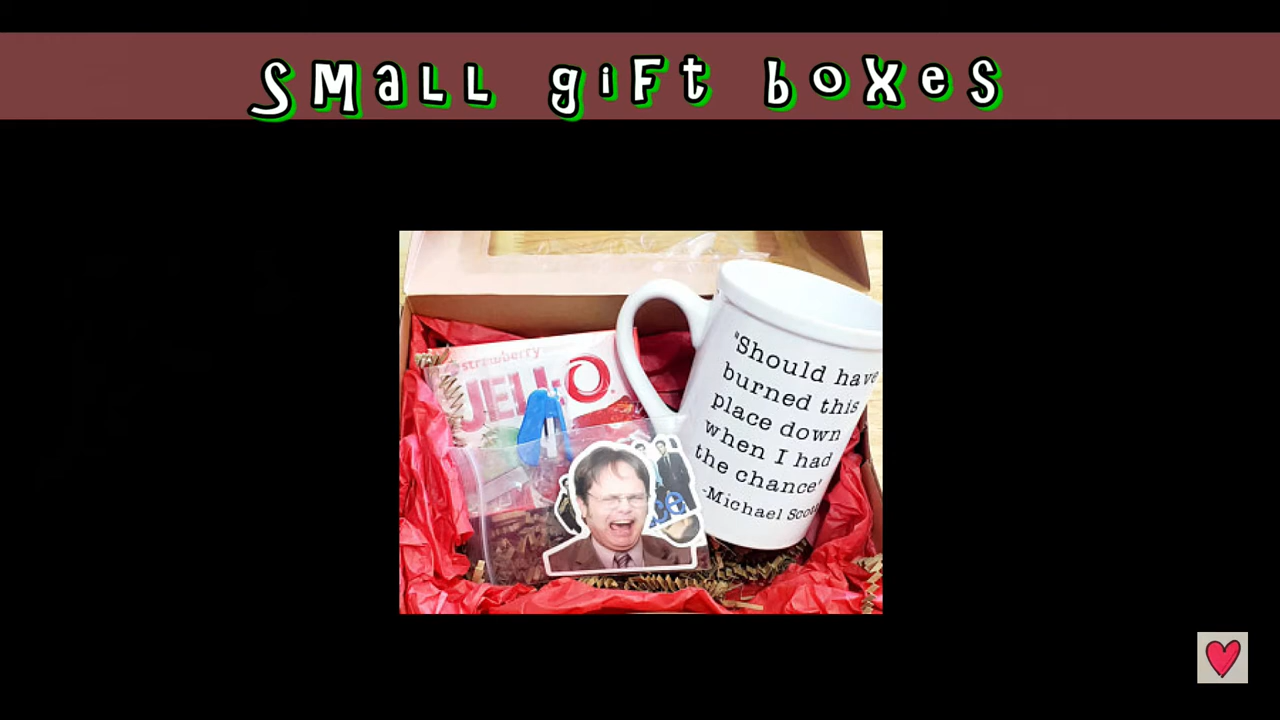 Small gift boxes
strawberry
JELL-O
"Should have
burned this
place down
when I had
the chance"
-Michael Scott